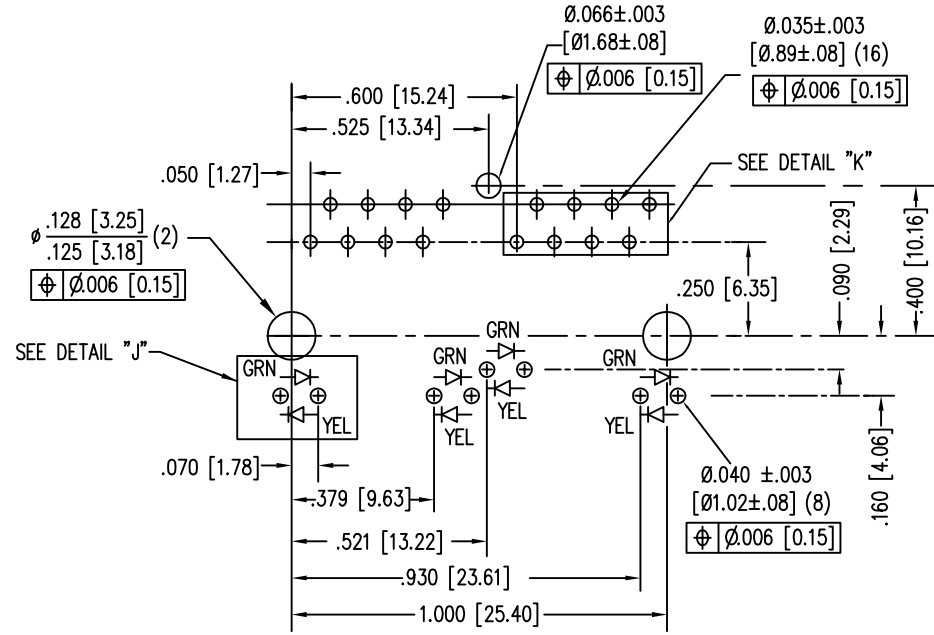 Ø.066±.003
[Ø1.68±.08]
⌖ Ø.006 [0.15]
Ø.035±.003
[Ø.89±.08] (16)
⌖ Ø.006 [0.15]
.600 [15.24]
.525 [13.34]
.050 [1.27]
SEE DETAIL "K"
ø .128 [3.25]
.125 [3.18] (2)
⌖ Ø.006 [0.15]
.250 [6.35]
.090 [2.29]
.400 [10.16]
SEE DETAIL "J"
GRN
YEL
GRN
YEL
GRN
YEL
GRN
YEL
.070 [1.78]
.379 [9.63]
.521 [13.22]
.930 [23.61]
1.000 [25.40]
Ø.040 ±.003
[Ø1.02±.08] (8)
⌖ Ø.006 [0.15]
.160 [4.06]